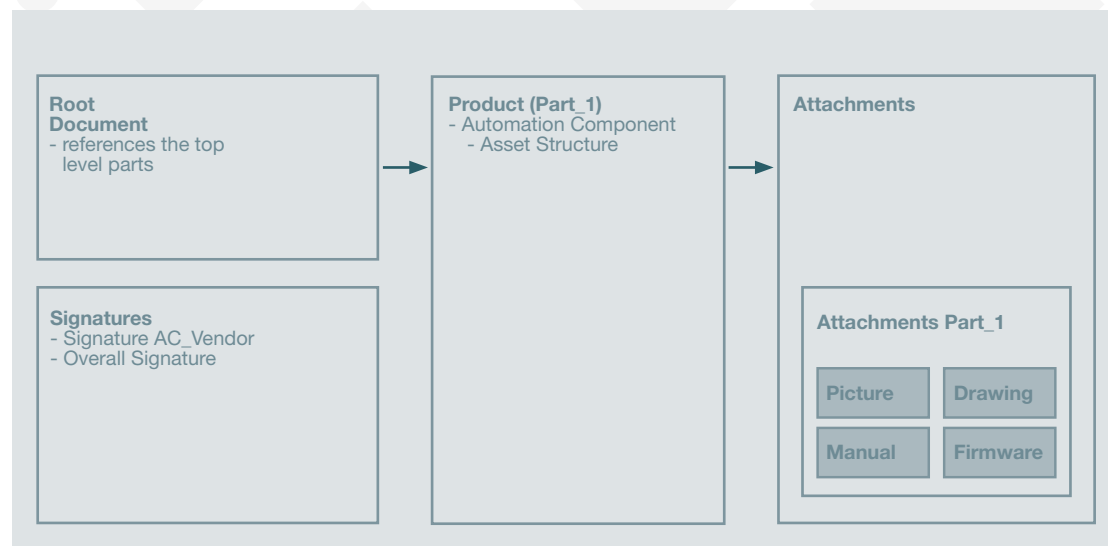 Root
Document
- references the top
level parts
Signatures
- Signature AC_Vendor
- Overall Signature
Product (Part_1)
- Automation Component
- Asset Structure
Attachments
Attachments Part_1
Picture
Drawing
Manual
Firmware